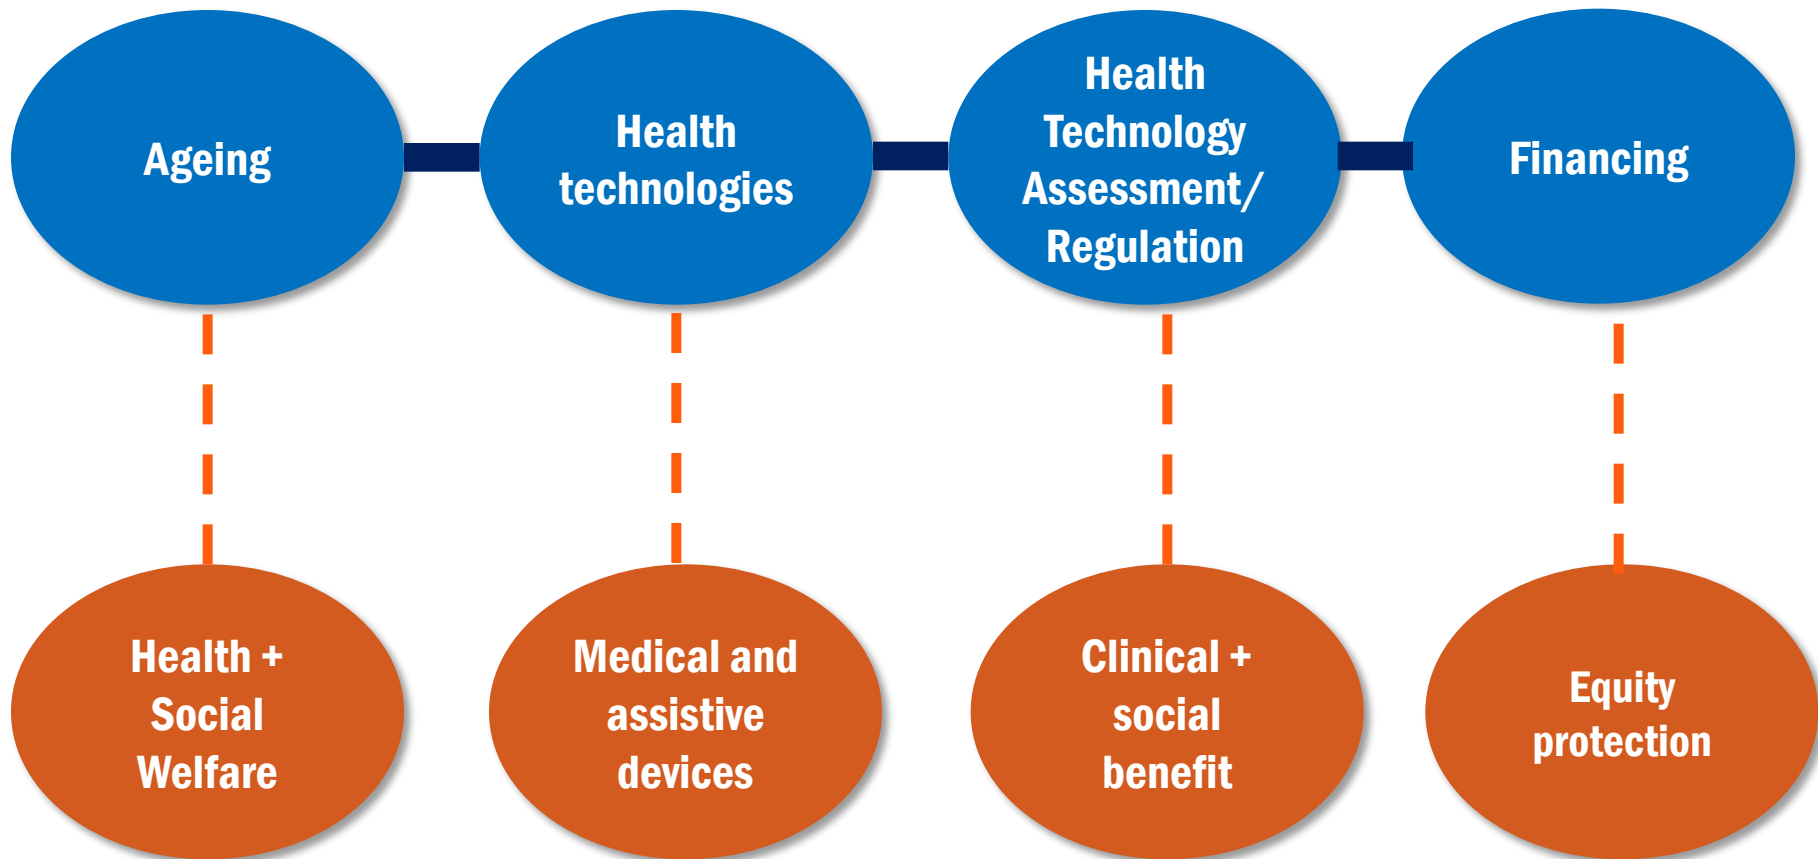 Ageing
Health
technologies
Health
Technology
Assessment/
Regulation
Financing
Health +
Social
Welfare
Medical and
assistive
devices
Clinical +
social
benefit
Equity
protection